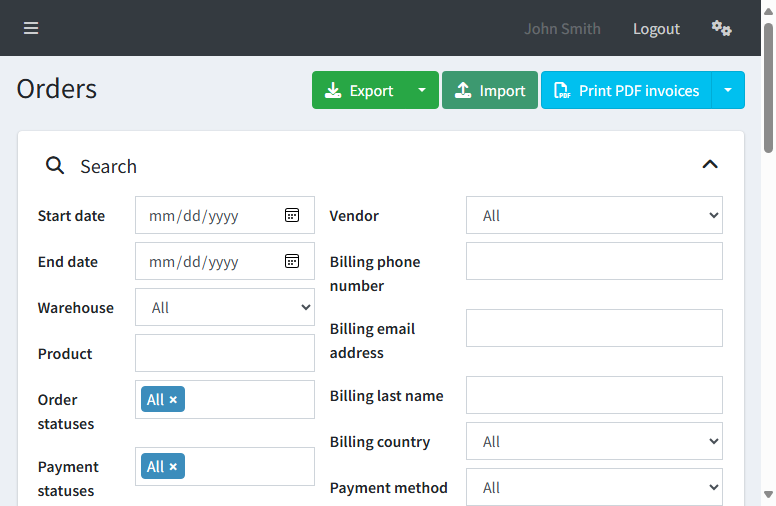 John Smith
Logout
Orders
Export
Import
Print PDF invoices
Search
Start date
mm/dd/yyyy
End date
mm/dd/yyyy
Warehouse
All
Product
Order
statuses
All ×
Payment
statuses
All ×
Vendor
All
Billing phone
number
Billing email
address
Billing last name
Billing country
All
Payment method
All